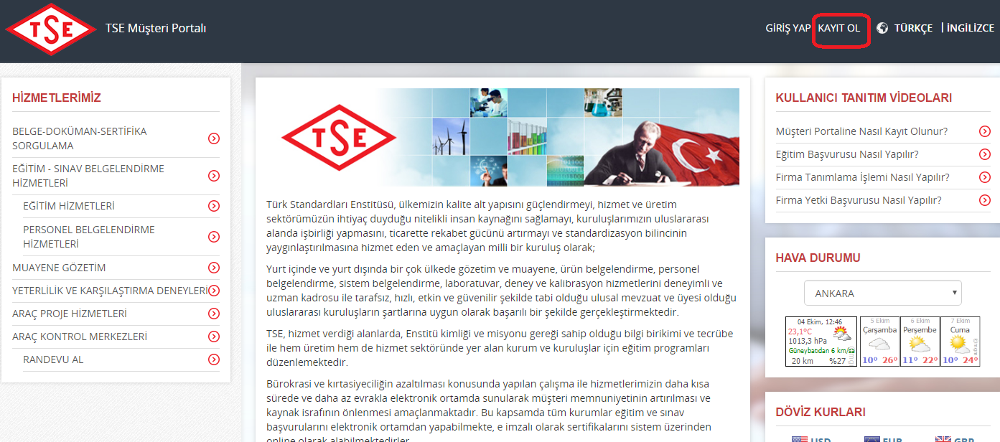 TSE
TSE Müşteri Portalı
GİRİŞ YAP
KAYIT OL
TÜRKÇE
| İNGİLİZCE
HİZMETLERİMİZ
BELGE-DOKÜMAN-SERTİFİKA
SORGULAMA
EĞİTİM - SINAV BELGELENDİRME
HİZMETLERİ
EĞİTİM HİZMETLERİ
PERSONEL BELGELENDİRME
HİZMETLERİ
MUAYENE GÖZETİM
YETERLİLİK VE KARŞILAŞTIRMA DENEYLERİ
ARAÇ PROJE HİZMETLERİ
ARAÇ KONTROL MERKEZLERİ
RANDEVU AL
TSE
Türk Standardları Enstitüsü, ülkemizin kalite alt yapısını güçlendirmeyi, hizmet ve üretim
sektörümüzün ihtiyaç duyduğu nitelikli insan kaynağını sağlamayı, kuruluşlarımızın uluslararası
alanda işbirliği yapmasını, ticarette rekabet gücünü artırmayı ve standardizasyon bilincinin
yaygınlaştırılmasına hizmet eden ve amaçlayan milli bir kuruluş olarak;
Yurt içinde ve yurt dışında bir çok ülkede gözetim ve muayene, ürün belgelendirme, personel
belgelendirme, sistem belgelendirme, laboratuvar, deney ve kalibrasyon hizmetlerini deneyimli ve
uzman kadrosu ile tarafsız, hızlı, etkin ve güvenilir şekilde tabi olduğu ulusal mevzuat ve üyesi olduğu
uluslararası kuruluşların şartlarına uygun olarak başarılı bir şekilde gerçekleştirmektedir.
TSE, hizmet verdiği alanlarda, Enstitü kimliği ve misyonu gereği sahip olduğu bilgi birikimi ve tecrübe
ile hem üretim hem de hizmet sektöründe yer alan kurum ve kuruluşlar için eğitim programları
düzenlemektedir.
Bürokrasi ve kırtasiyeciliğin azaltılması konusunda yapılan çalışma ile hizmetlerimizin daha kısa
sürede ve daha az evrakla elektronik ortamda sunularak müşteri memnuniyetinin artırılması ve
kaynak israfının önlenmesi amaçlanmaktadır. Bu kapsamda tüm kurumlar eğitim ve sınav
başvurularını elektronik ortamdan yapabilmekte, e imzalı olarak sertifikalarını sistem üzerinden
online olarak alabilmektedirler.
KULLANICI TANITIM VİDEOLARI
Müşteri Portaline Nasıl Kayıt Olunur?
Eğitim Başvurusu Nasıl Yapılır?
Firma Tanımlama İşlemi Nasıl Yapılır?
Firma Yetki Başvurusu Nasıl Yapılır?
HAVA DURUMU
ANKARA
04 Ekim, 12:46
23,1°C
1013,3 hPa
Güneybatıdan 6 km/sa
20 km %27
5 Ekim
Çarşamba
10° 26°
6 Ekim
Perşembe
11° 22°
7 Ekim
Cuma
10° 24°
DÖVİZ KURLARI
USD EUR GBP